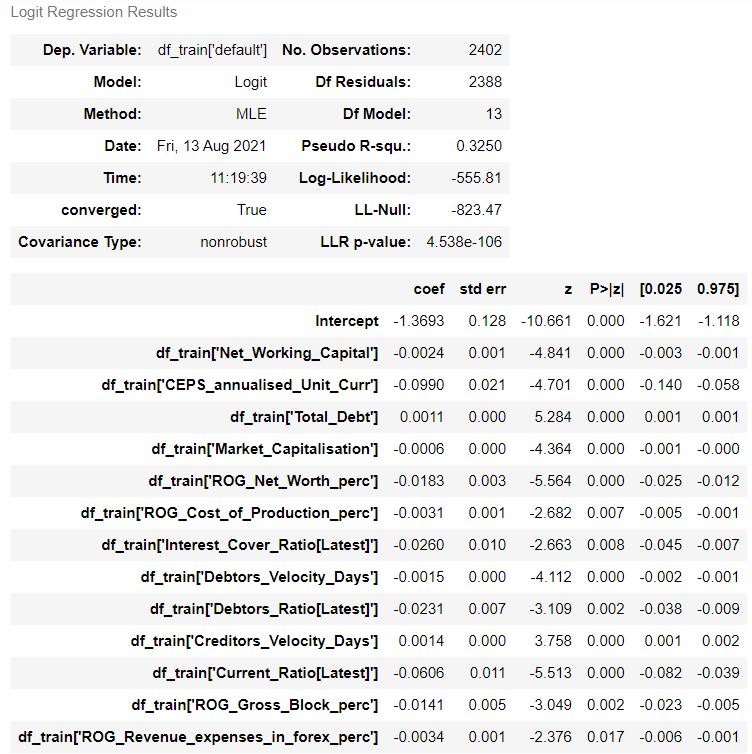 Logit Regression Results
Dep. Variable: df_train['default'] No. Observations: 2402
Model: Logit Df Residuals: 2388
Method: MLE Df Model: 13
Date: Fri, 13 Aug 2021 Pseudo R-squ.: 0.3250
Time: 11:19:39 Log-Likelihood: -555.81
converged: True LL-Null: -823.47
Covariance Type: nonrobust LLR p-value: 4.538e-106
coef std err z P>|z| [0.025 0.975]
Intercept -1.3693 0.128 -10.661 0.000 -1.621 -1.118
df_train['Net_Working_Capital'] -0.0024 0.001 -4.841 0.000 -0.003 -0.001
df_train['CEPS_annualised_Unit_Curr'] -0.0990 0.021 -4.701 0.000 -0.140 -0.058
df_train['Total_Debt'] 0.0011 0.000 5.284 0.000 0.001 0.001
df_train['Market_Capitalisation'] -0.0006 0.000 -4.364 0.000 -0.001 -0.000
df_train['ROG_Net_Worth_perc'] -0.0183 0.003 -5.564 0.000 -0.025 -0.012
df_train['ROG_Cost_of_Production_perc'] -0.0031 0.001 -2.682 0.007 -0.005 -0.001
df_train['Interest_Cover_Ratio[Latest]'] -0.0260 0.010 -2.663 0.008 -0.045 -0.007
df_train['Debtors_Velocity_Days'] -0.0015 0.000 -4.112 0.000 -0.002 -0.001
df_train['Debtors_Ratio[Latest]'] -0.0231 0.007 -3.109 0.002 -0.038 -0.009
df_train['Creditors_Velocity_Days'] 0.0014 0.000 3.758 0.000 0.001 0.002
df_train['Current_Ratio[Latest]'] -0.0606 0.011 -5.513 0.000 -0.082 -0.039
df_train['ROG_Gross_Block_perc'] -0.0141 0.005 -3.049 0.002 -0.023 -0.005
df_train['ROG_Revenue_expenses_in_forex_perc'] -0.0034 0.001 -2.376 0.017 -0.006 -0.001